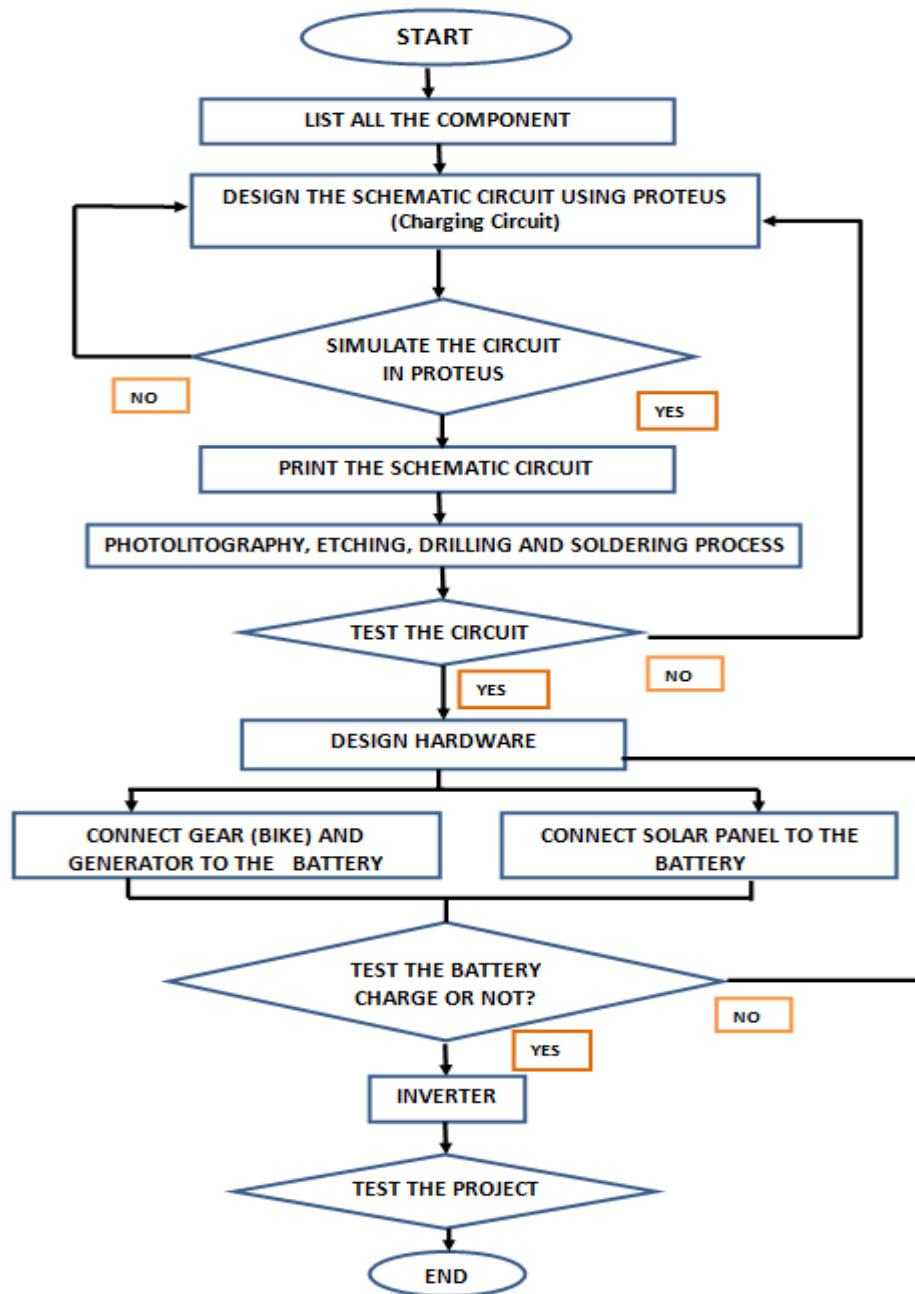 START
LIST ALL THE COMPONENT
DESIGN THE SCHEMATIC CIRCUIT USING PROTEUS
(Charging Circuit)
SIMULATE THE CIRCUIT
IN PROTEUS
NO
YES
PRINT THE SCHEMATIC CIRCUIT
PHOTOLITOGRAPHY, ETCHING, DRILLING AND SOLDERING PROCESS
TEST THE CIRCUIT
NO
YES
DESIGN HARDWARE
CONNECT GEAR (BIKE) AND
GENERATOR TO THE BATTERY
CONNECT SOLAR PANEL TO THE
BATTERY
TEST THE BATTERY
CHARGE OR NOT?
NO
YES
INVERTER
TEST THE PROJECT
END